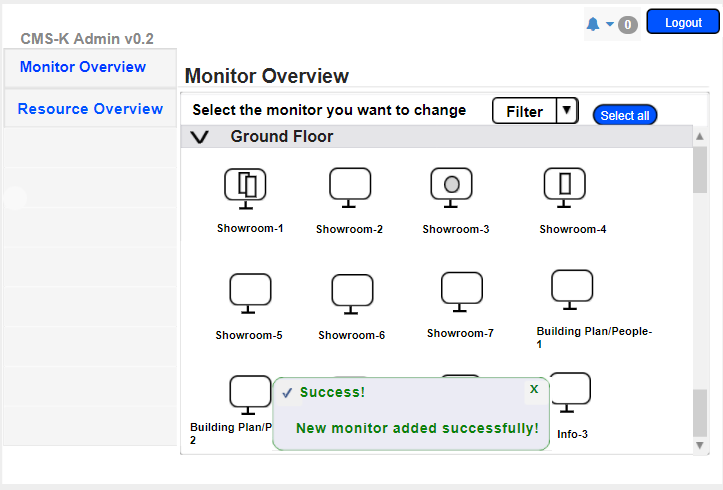 0
Logout
CMS-K Admin v0.2
Monitor Overview
Resource Overview
Monitor Overview
Select the monitor you want to change
Filter
Select all
Ground Floor
Showroom-1
Showroom-2
Showroom-3
Showroom-4
Showroom-5
Showroom-6
Showroom-7
Building Plan/People-
1
Building Plan/P
2
Info-3
Success!
X
New monitor added successfully!